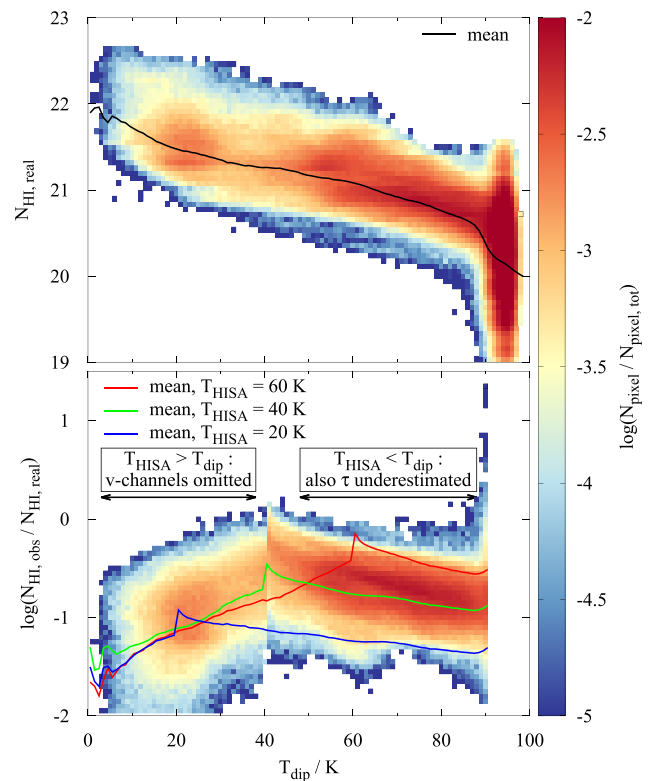 23
22
21
20
19
N_HI, real
mean
1
0
-1
-2
log(N_HI, obs / N_HI, real)
mean, T_HISA = 60 K
mean, T_HISA = 40 K
mean, T_HISA = 20 K
T_HISA > T_dip :
v-channels omitted
T_HISA < T_dip :
also τ underestimated
0 20 40 60 80 100
T_dip / K
-2
-2.5
-3
-3.5
-4
-4.5
-5
log(N_pixel / N_pixel, tot)